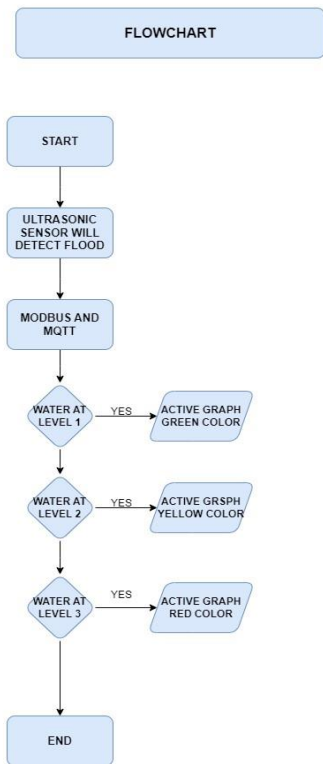 FLOWCHART
START
ULTRASONIC
SENSOR WILL
DETECT FLOOD
MODBUS AND
MQTT
WATER AT
LEVEL 1
YES
ACTIVE GRAPH
GREEN COLOR
WATER AT
LEVEL 2
YES
ACTIVE GRSPH
YELLOW COLOR
WATER AT
LEVEL 3
YES
ACTIVE GRAPH
RED COLOR
END